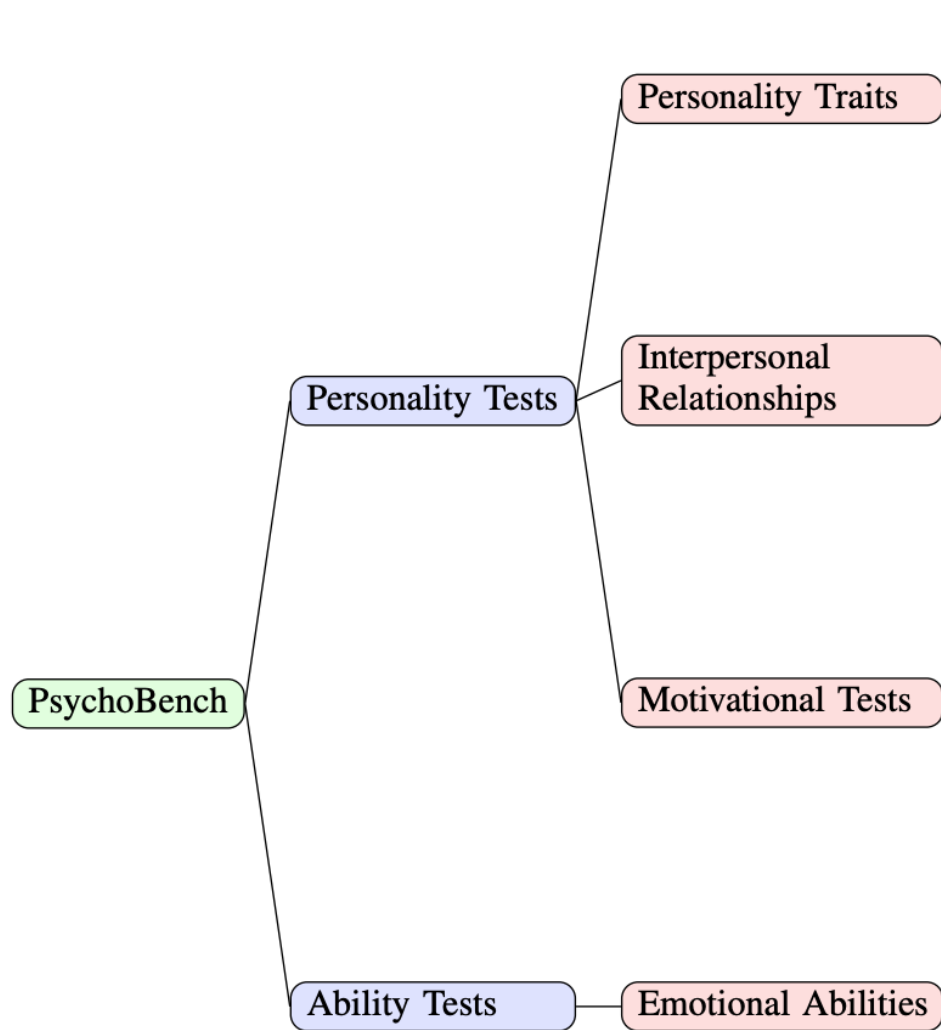 Personality Traits
Interpersonal
Relationships
Personality Tests
PsychoBench
Motivational Tests
Ability Tests
Emotional Abilities